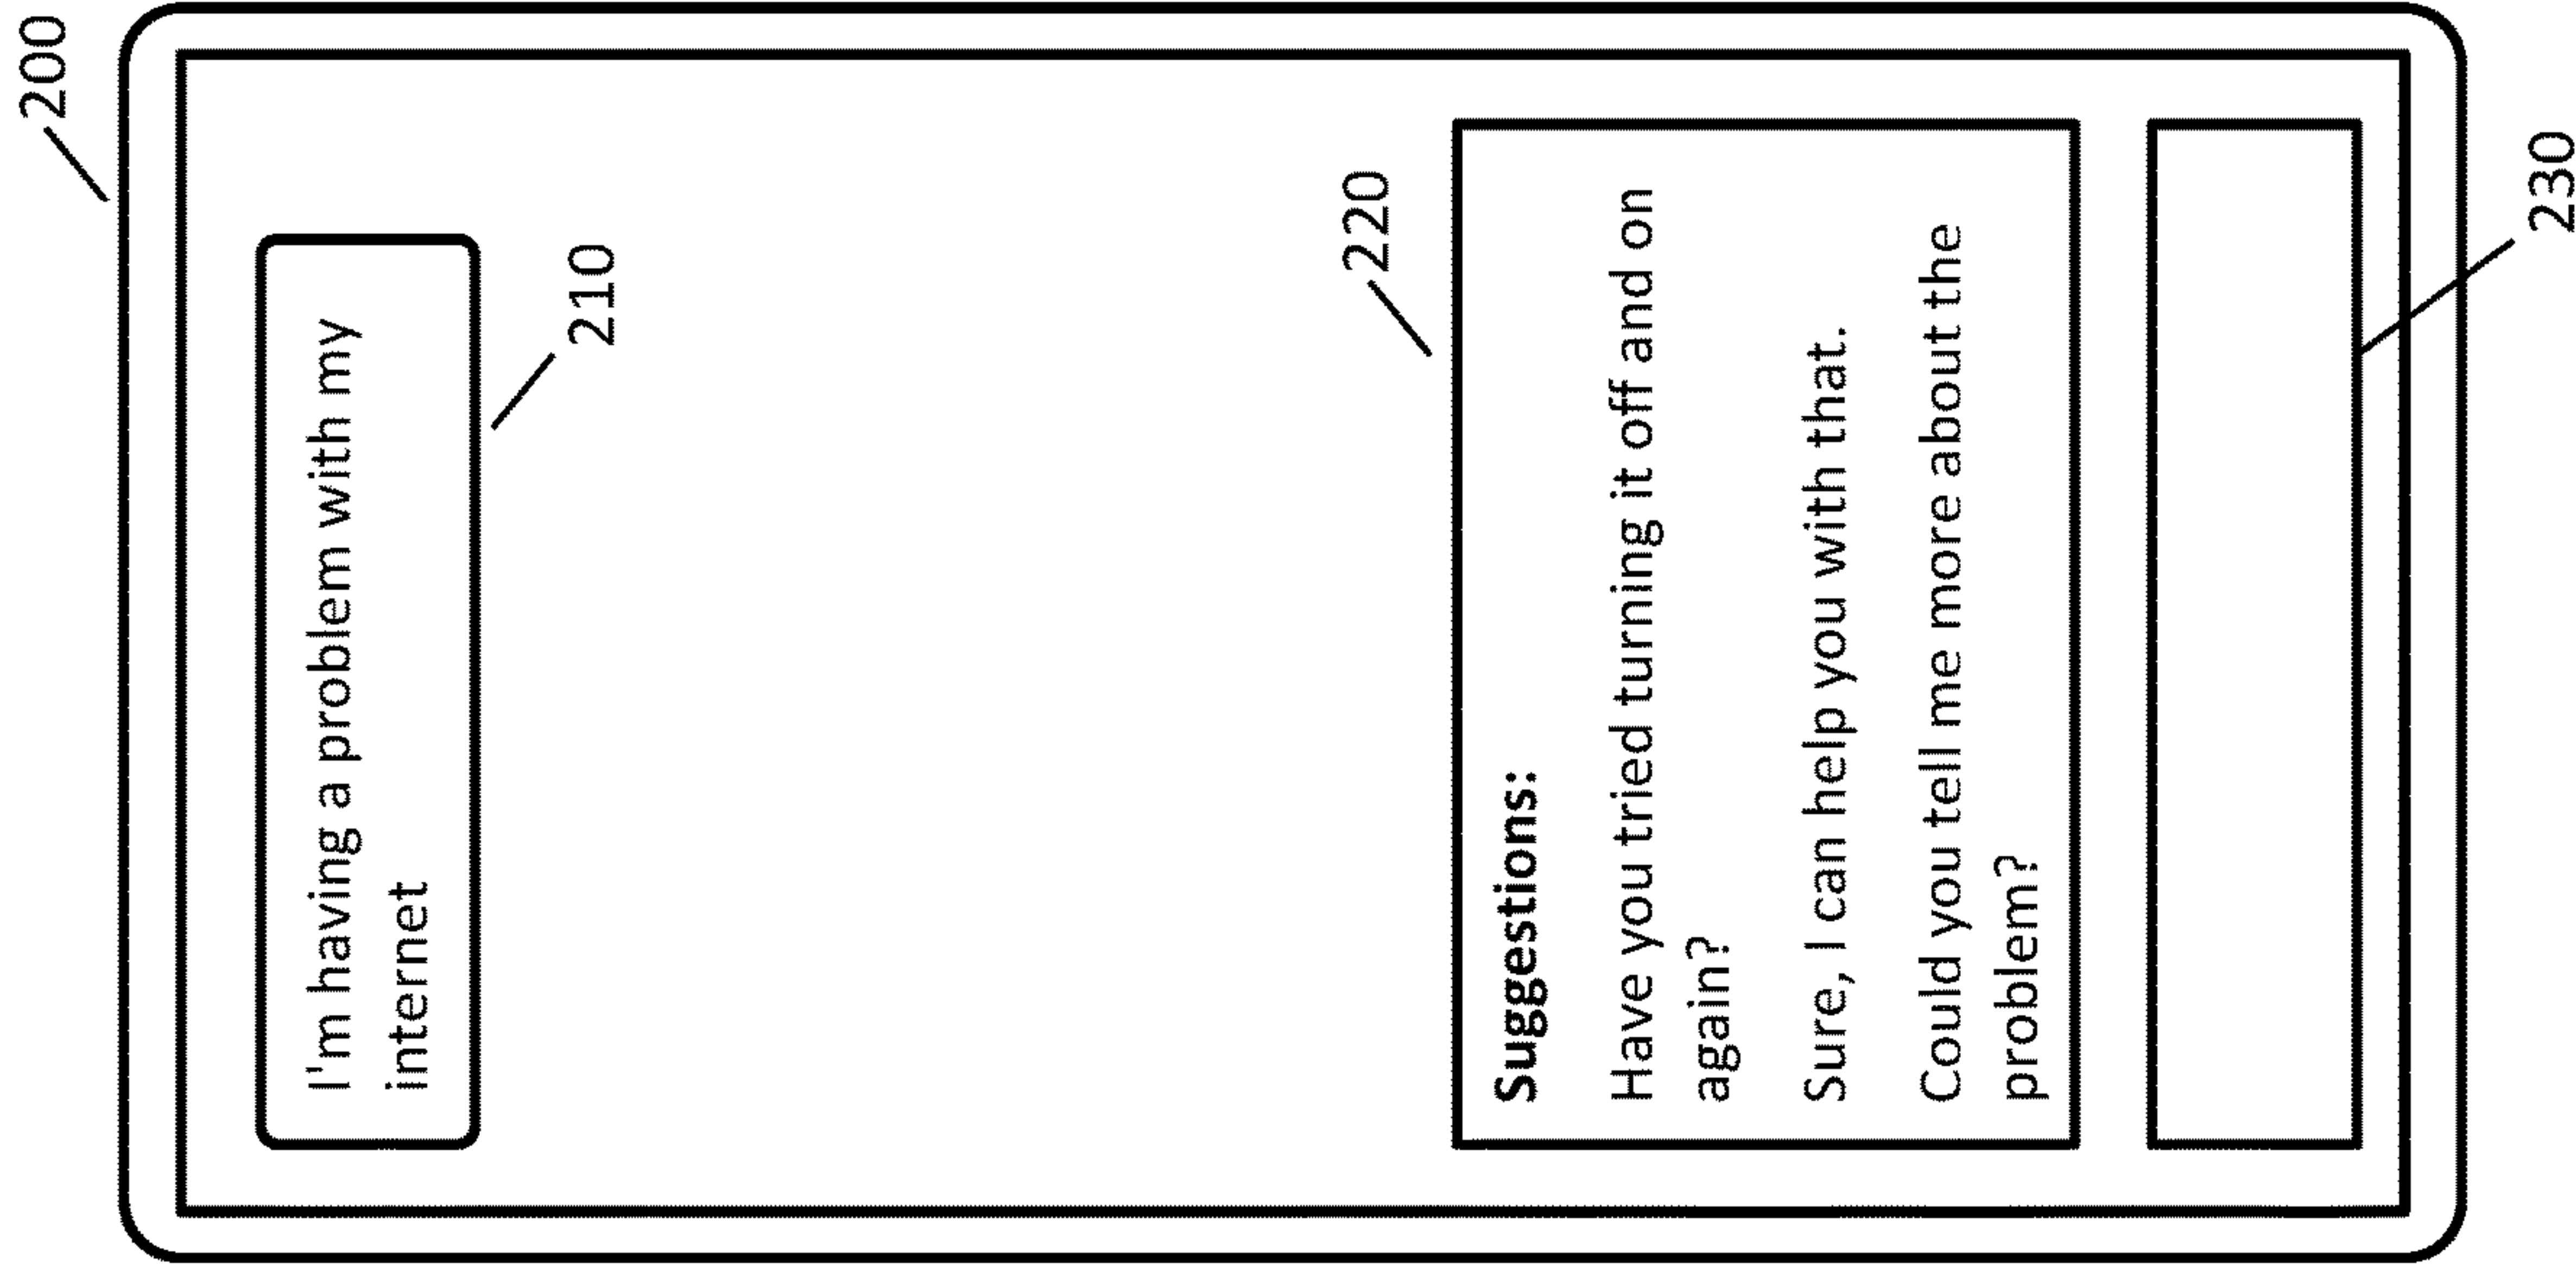 200
I'm having a problem with my
internet
210
220
Suggestions:
Have you tried turning it off and on
again?
Sure, I can help you with that.
Could you tell me more about the
problem?
230